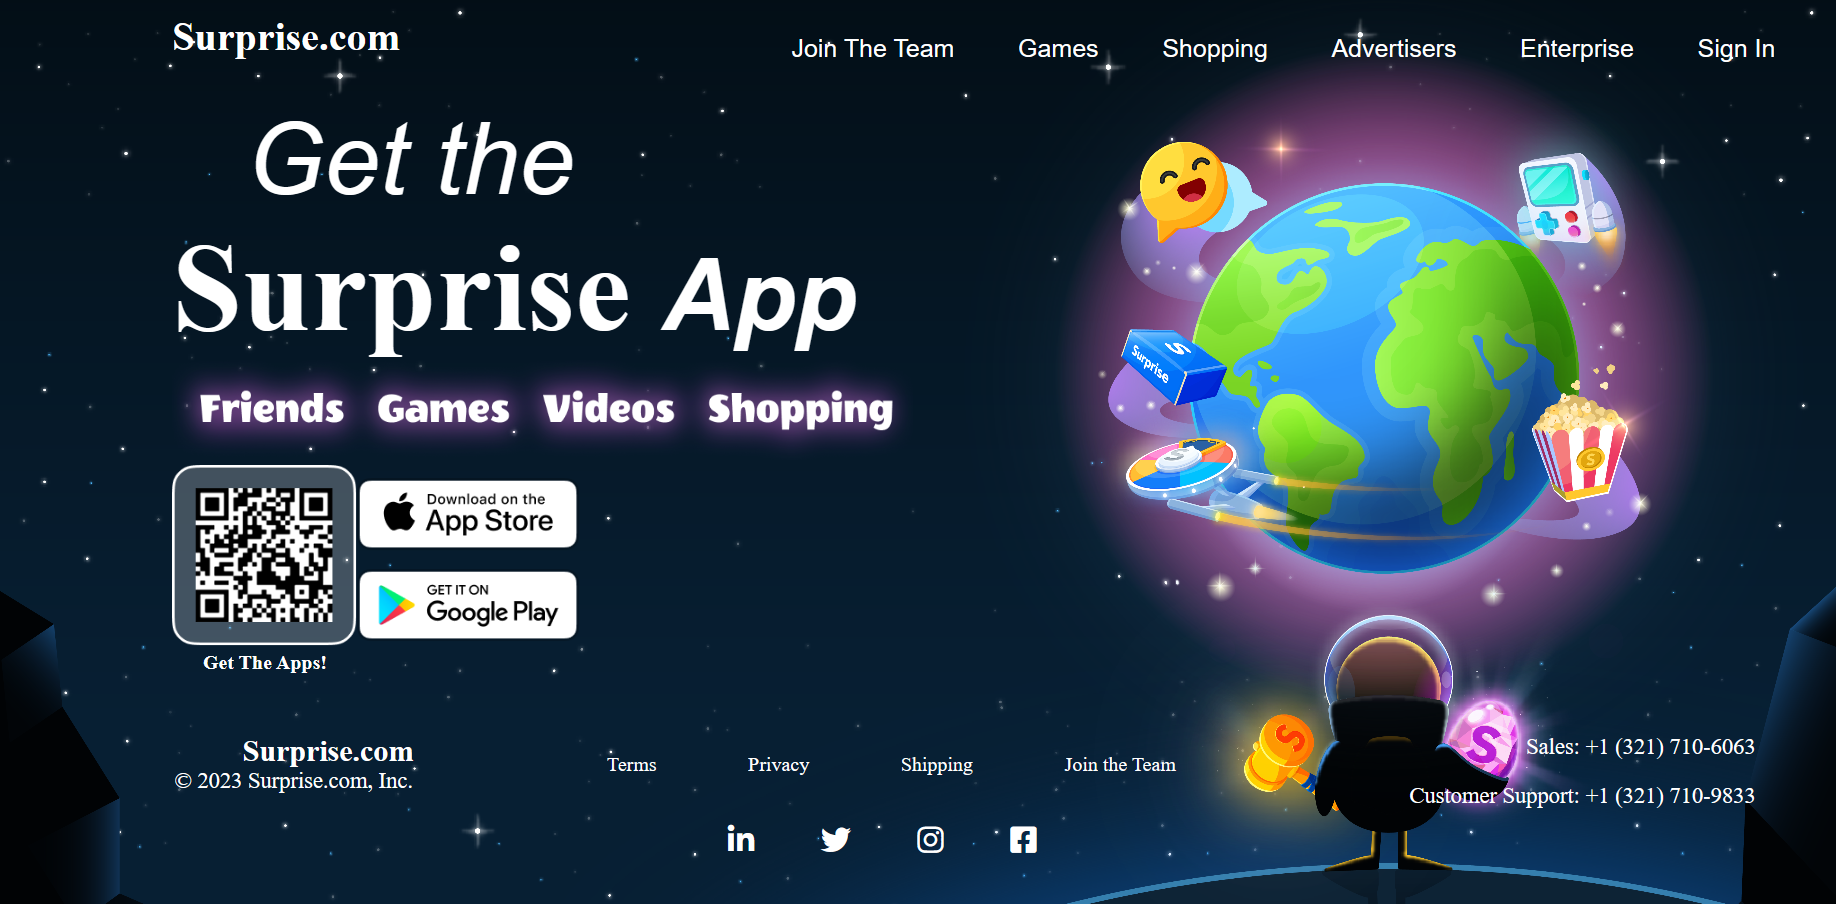 Surprise.com
Join The Team Games Shopping Advertisers Enterprise Sign In
Get the
Surprise App
Friends Games Videos Shopping
Surprise
S
S
S
Download on the
App Store
GET IT ON
Google Play
Get The Apps!
S
S
Surprise.com
© 2023 Surprise.com, Inc.
Terms Privacy Shipping Join the Team
Sales: +1 (321) 710-6063
Customer Support: +1 (321) 710-9833